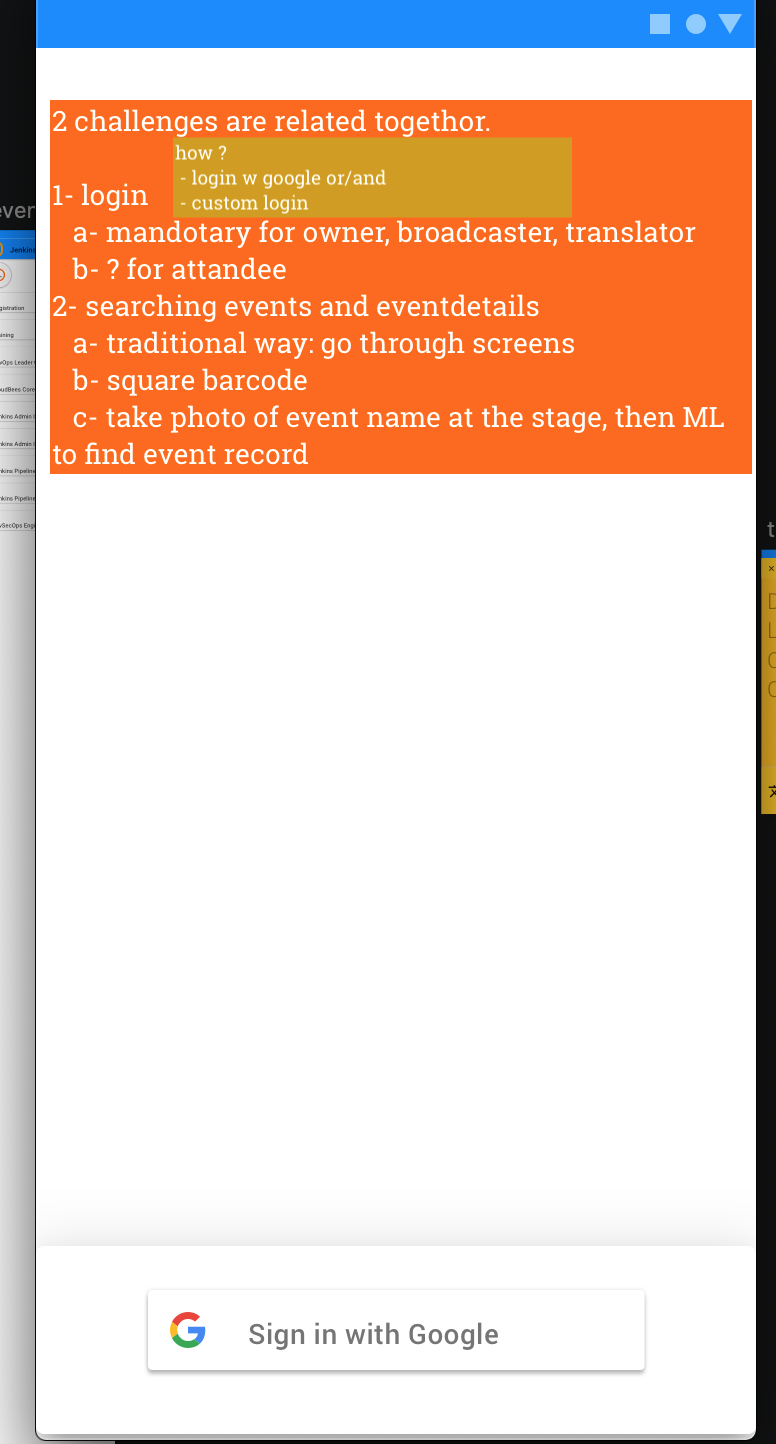 2 challenges are related togethor.
how ?
- login w google or/and
- custom login
1- login
a- mandotary for owner, broadcaster, translator
b- ? for attandee
2- searching events and eventdetails
a- traditional way: go through screens
b- square barcode
c- take photo of event name at the stage, then ML
to find event record
Sign in with Google